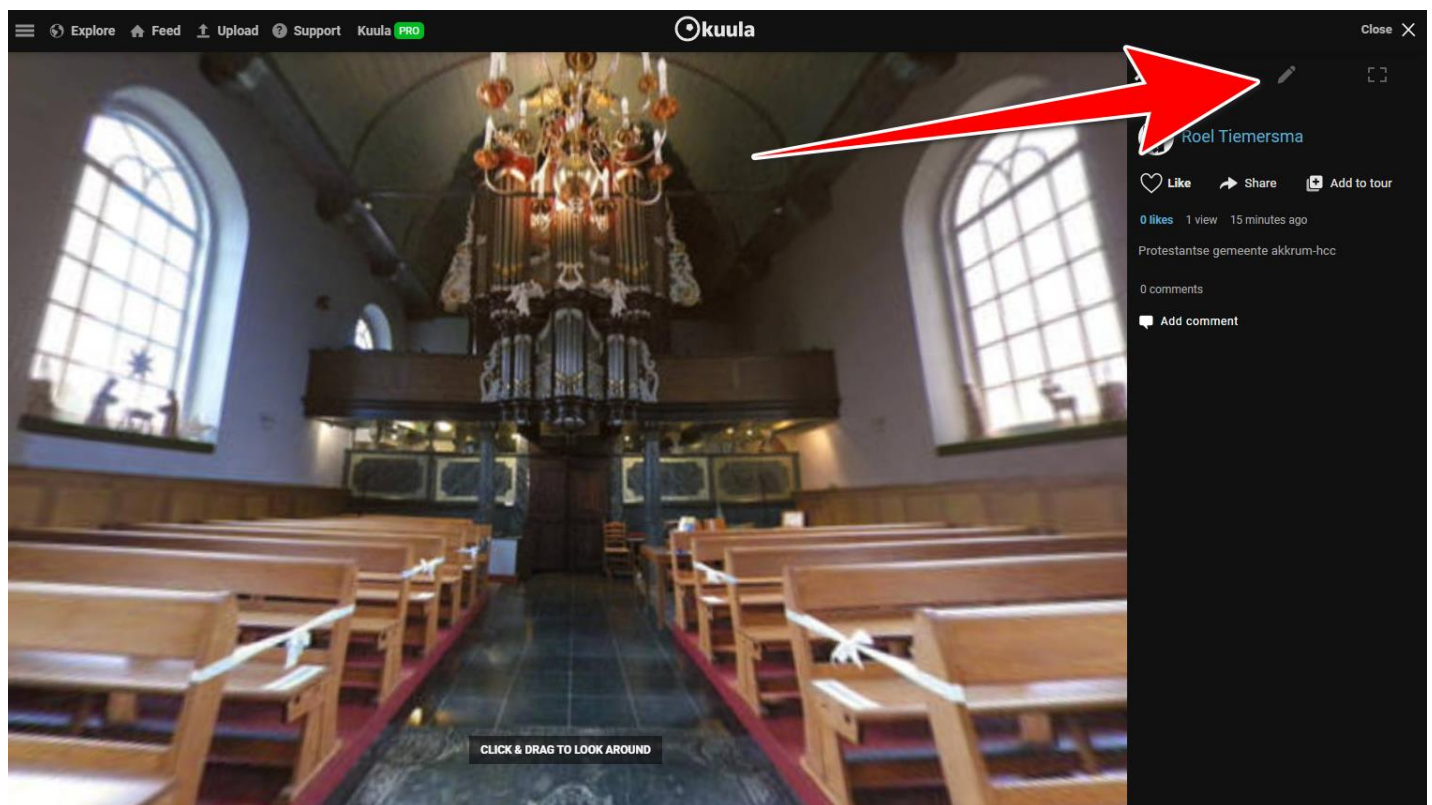 Explore Feed Upload Support Kuula PRO
kuula
Close
Roel Tiemersma
Like Share Add to tour
0 likes 1 view 15 minutes ago
Protestantse gemeente akkrum-hcc
0 comments
Add comment
CLICK & DRAG TO LOOK AROUND